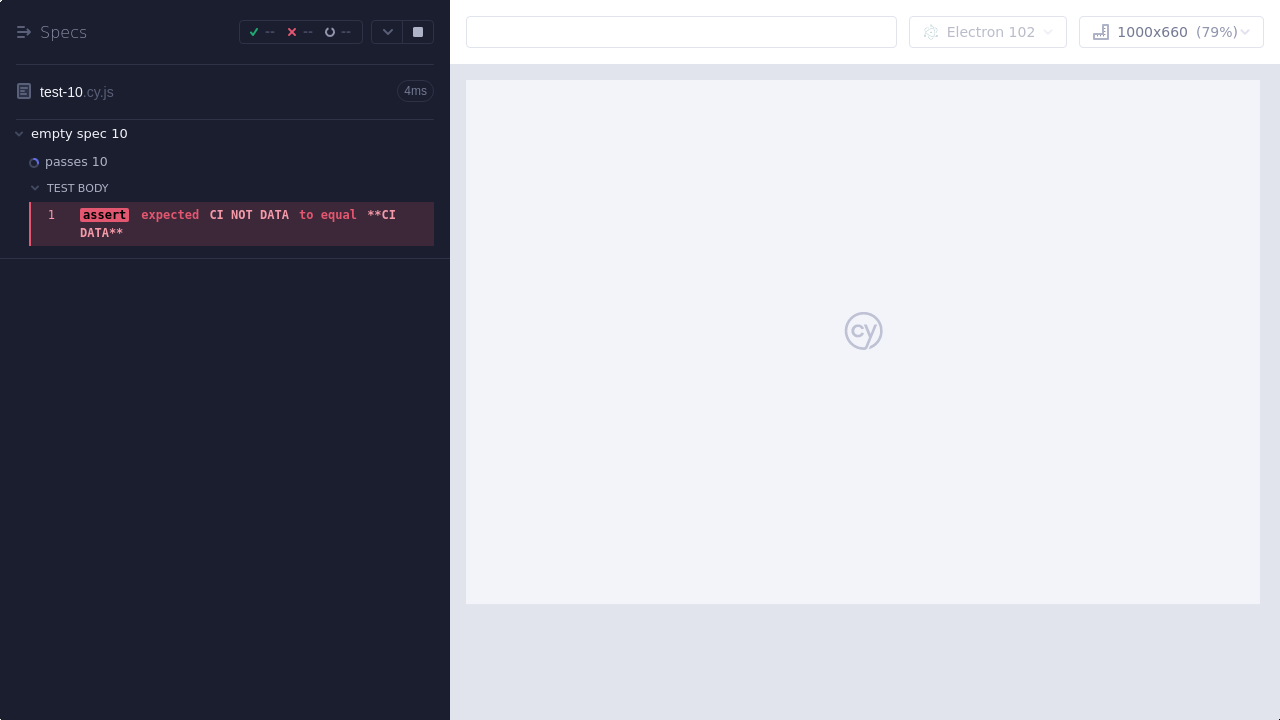 Specs -- -- --
test-10.cy.js 4ms
empty spec 10
passes 10
TEST BODY
1 assert expected CI NOT DATA to equal **CI
DATA**
Electron 102 1000x660 (79%)
cy